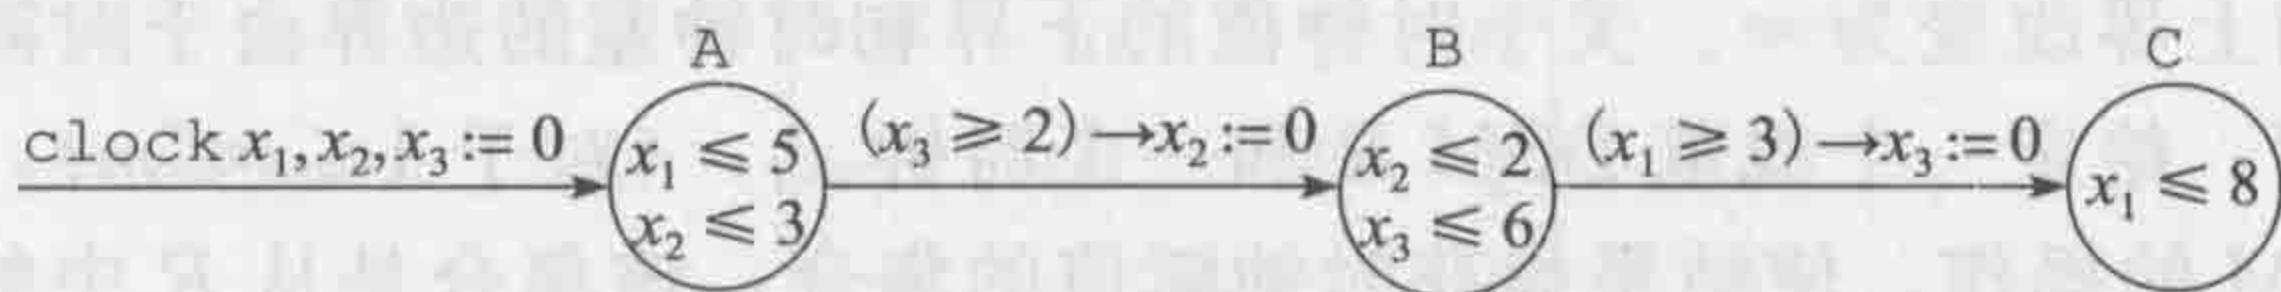 A
B
C
clock x₁, x₂, x₃ := 0
x₁ ⩽ 5
x₂ ⩽ 3
(x₃ ⩾ 2) → x₂ := 0
x₂ ⩽ 2
x₃ ⩽ 6
(x₁ ⩾ 3) → x₃ := 0
x₁ ⩽ 8